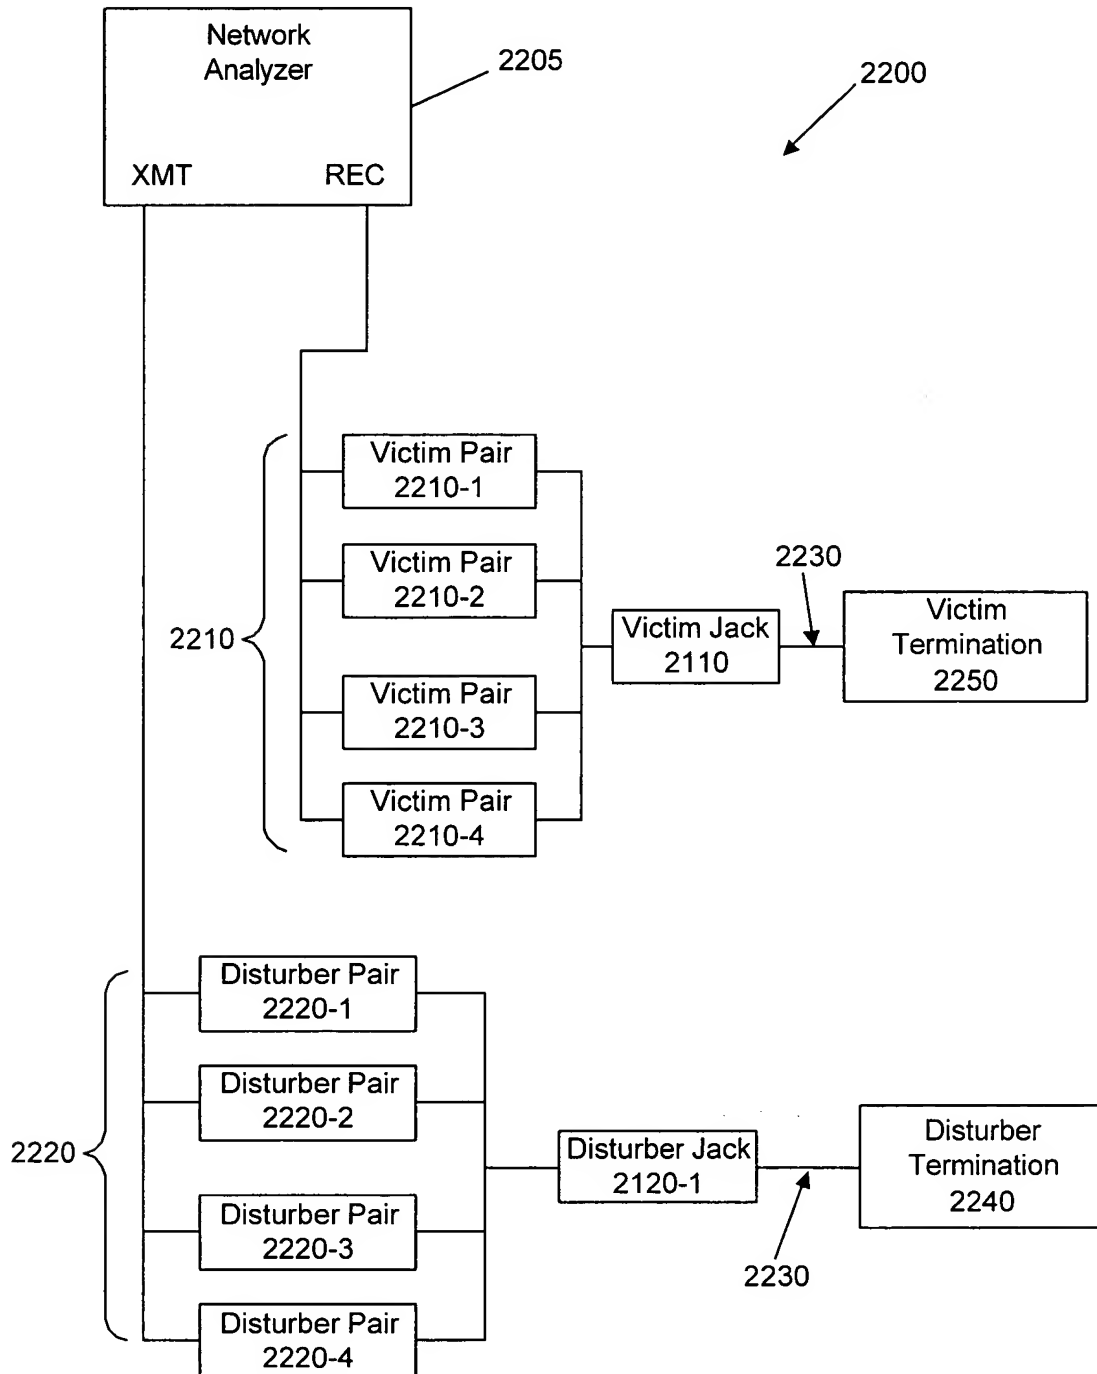 Network
Analyzer
2205
2200
XMT REC
Victim Pair
2210-1
Victim Pair
2210-2
2230
2210
Victim Jack
2110
Victim
Termination
2250
Victim Pair
2210-3
Victim Pair
2210-4
Disturber Pair
2220-1
Disturber Pair
2220-2
2220
Disturber Jack
2120-1
Disturber
Termination
2240
Disturber Pair
2220-3
2230
Disturber Pair
2220-4